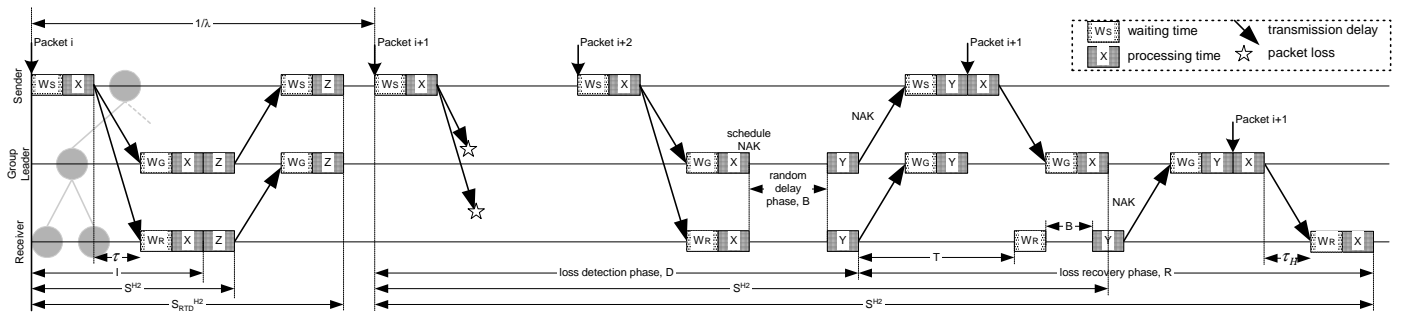 1/λ
Packet i
Packet i+1
Packet i+2
Packet i+1
waiting time
transmission delay
processing time
packet loss
Ws
X
Sender
Ws X
Ws Z
Ws X
Ws X
Ws Y X
NAK
schedule
NAK
Packet i+1
Group
Leader
WG X Z
WG Z
WG X
Y
WG Y
WG X
WG Y X
random
delay
phase, B
NAK
Receiver
WR X Z
WR X
Y
WR
B
Y
WR X
τ
T
τH
I
loss detection phase, D
loss recovery phase, R
SH2
SH2
SRTDH2
SH2